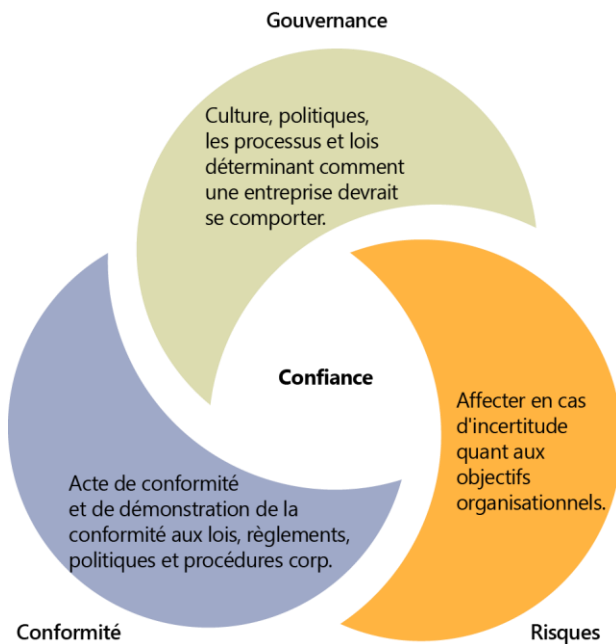 Gouvernance
Culture, politiques,
les processus et lois
déterminant comment
une entreprise devrait
se comporter.
Confiance
Affecter en cas
d'incertitude
quant aux
objectifs
organisationnels.
Acte de conformité
et de démonstration de la
conformité aux lois, règlements,
politiques et procédures corp.
Conformité
Risques